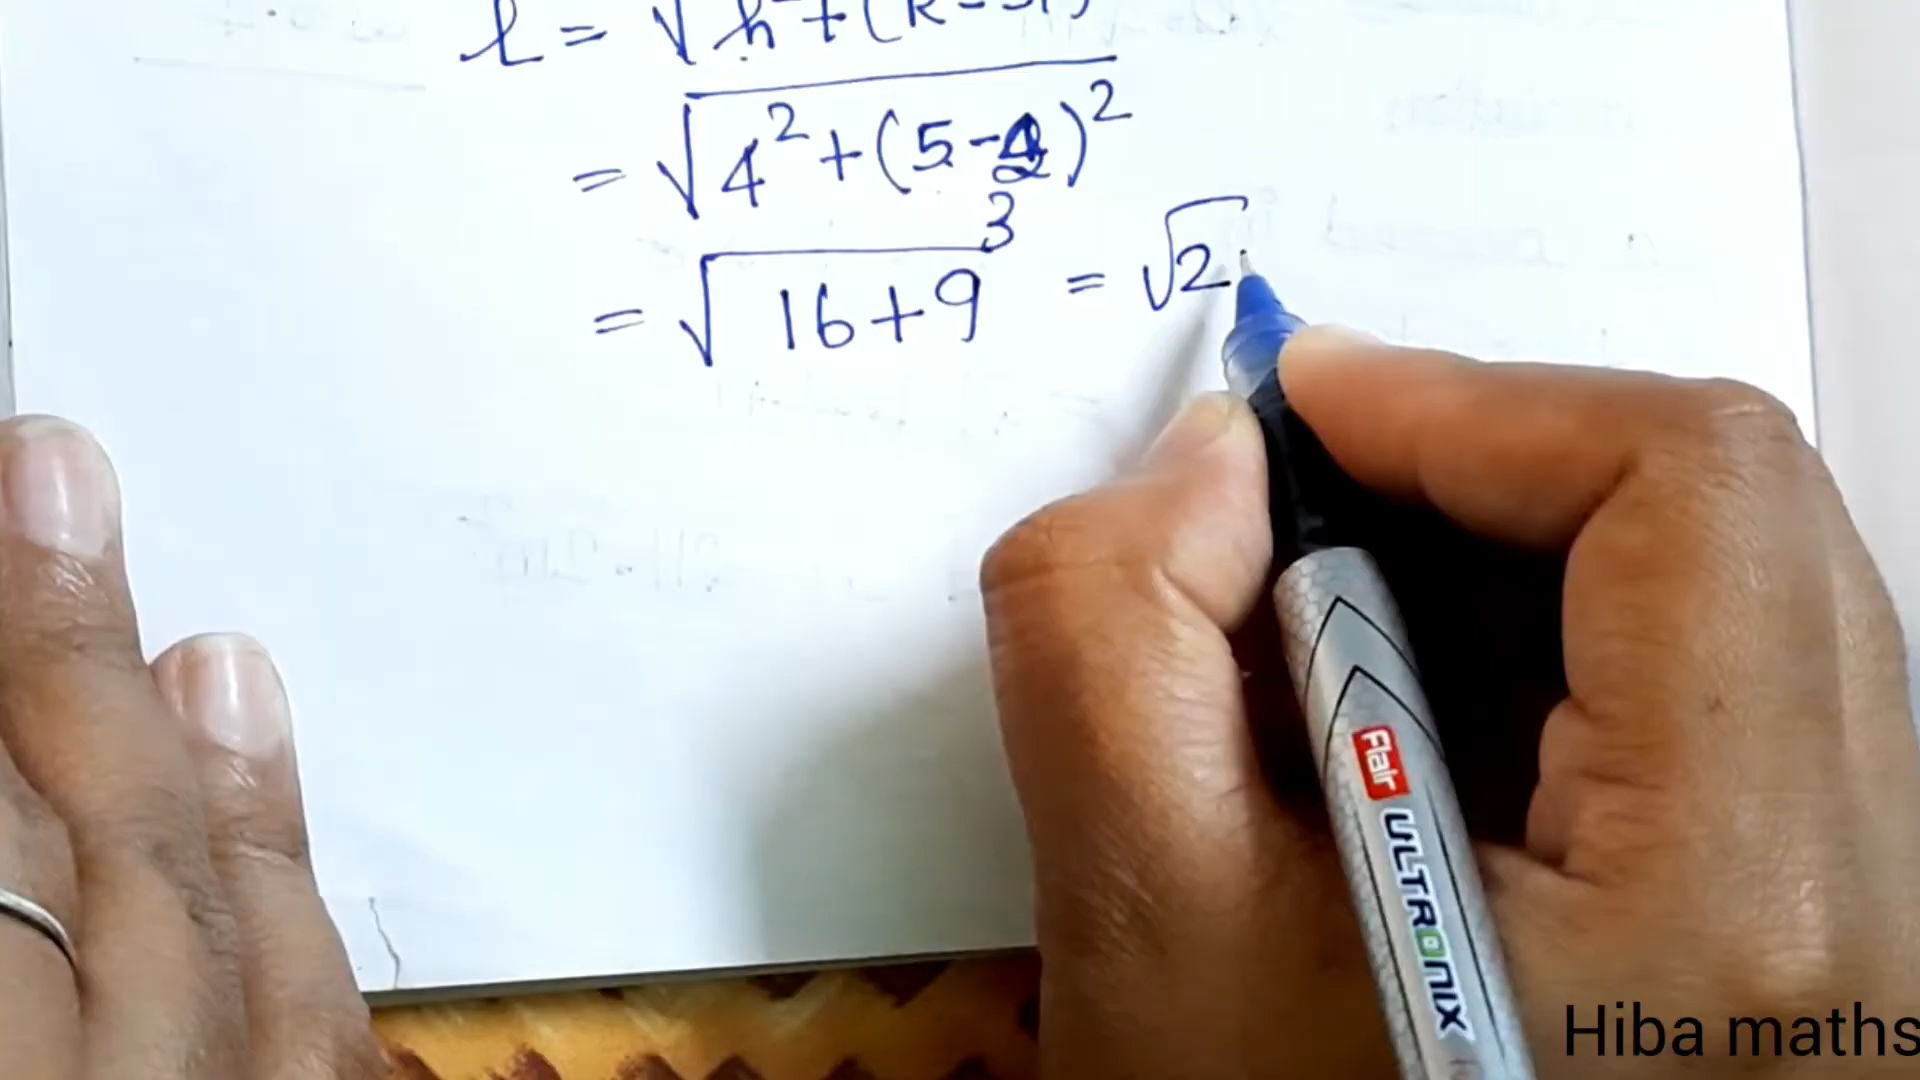 l = √h²+(R-r)²
= √4²+(5-2)²
3
= √16+9 = √2
Flair ULTRONIX
Hiba maths